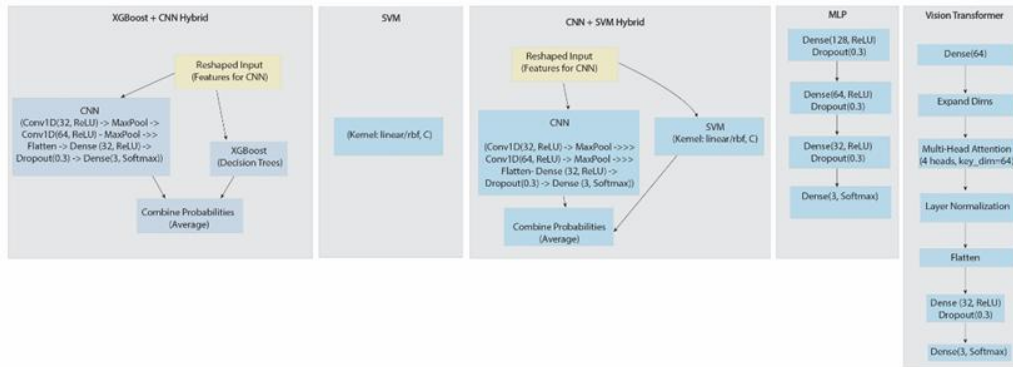 XGBoost + CNN Hybrid
Reshaped Input
(Features for CNN)
CNN
(Conv1D(32, ReLU) -> MaxPool ->
Conv1D(64, ReLU) - MaxPool ->>
Flatten -> Dense (32, ReLU) ->
Dropout(0.3) -> Dense(3, Softmax))
XGBoost
(Decision Trees)
Combine Probabilities
(Average)
SVM
(Kernel: linear/rbf, C)
CNN + SVM Hybrid
Reshaped Input
(Features for CNN)
CNN
(Conv1D(32, ReLU) -> MaxPool ->>>
Conv1D(64, ReLU) -> MaxPool ->>>
Flatten- Dense (32, ReLU) ->
Dropout(0.3) -> Dense (3, Softmax))
SVM
(Kernel: linear/rbf, C)
Combine Probabilities
(Average)
MLP
Dense(128, ReLU)
Dropout(0.3)
Dense(64, ReLU)
Dropout(0.3)
Dense(32, ReLU)
Dropout(0.3)
Dense(3, Softmax)
Vision Transformer
Dense(64)
Expand Dims
Multi-Head Attention
(4 heads, key_dim=64)
Layer Normalization
Flatten
Dense (32, ReLU)
Dropout(0.3)
Dense(3, Softmax)